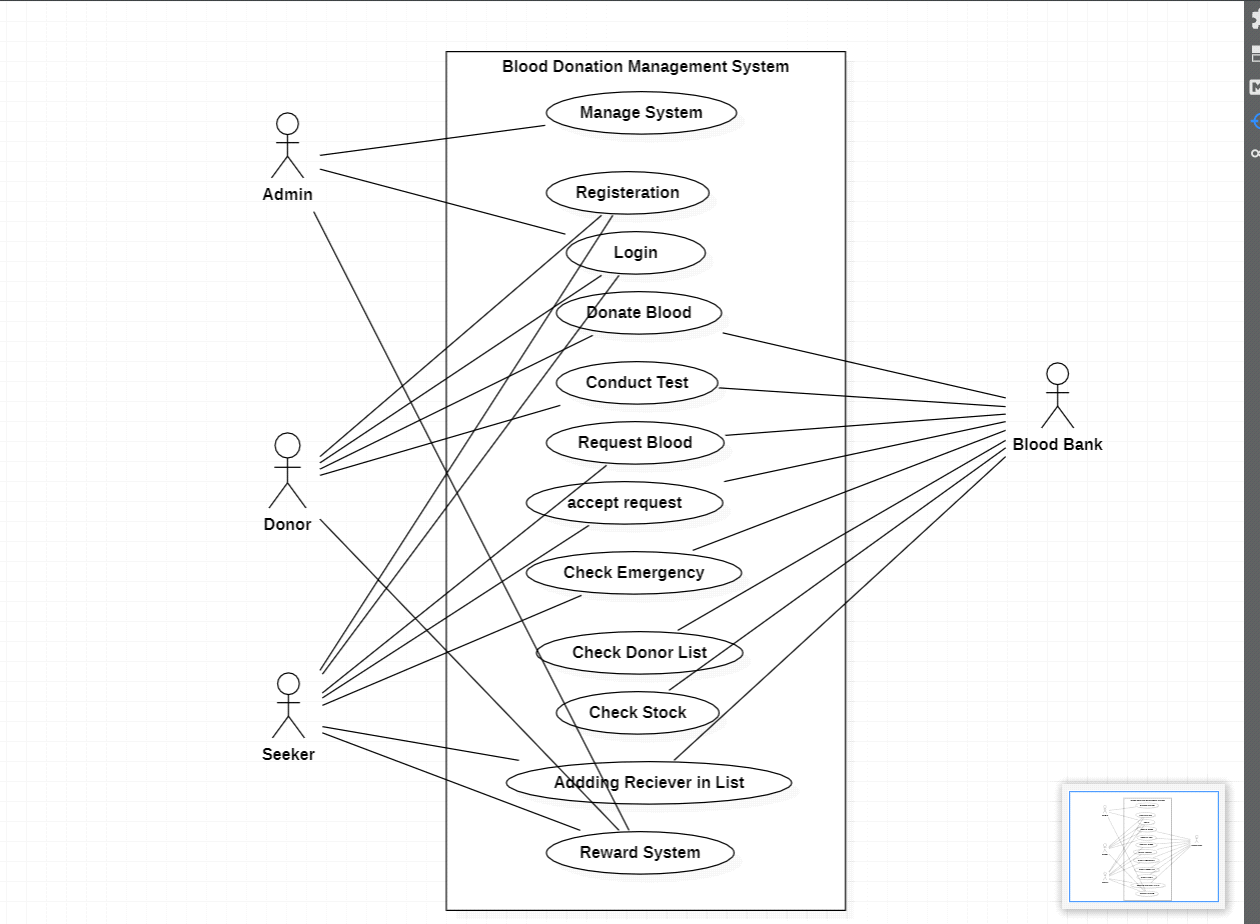 Blood Donation Management System
Manage System
Admin
Registeration
Login
Donate Blood
Conduct Test
Request Blood
Blood Bank
accept request
Donor
Check Emergency
Check Donor List
Check Stock
Seeker
Addding Reciever in List
Reward System